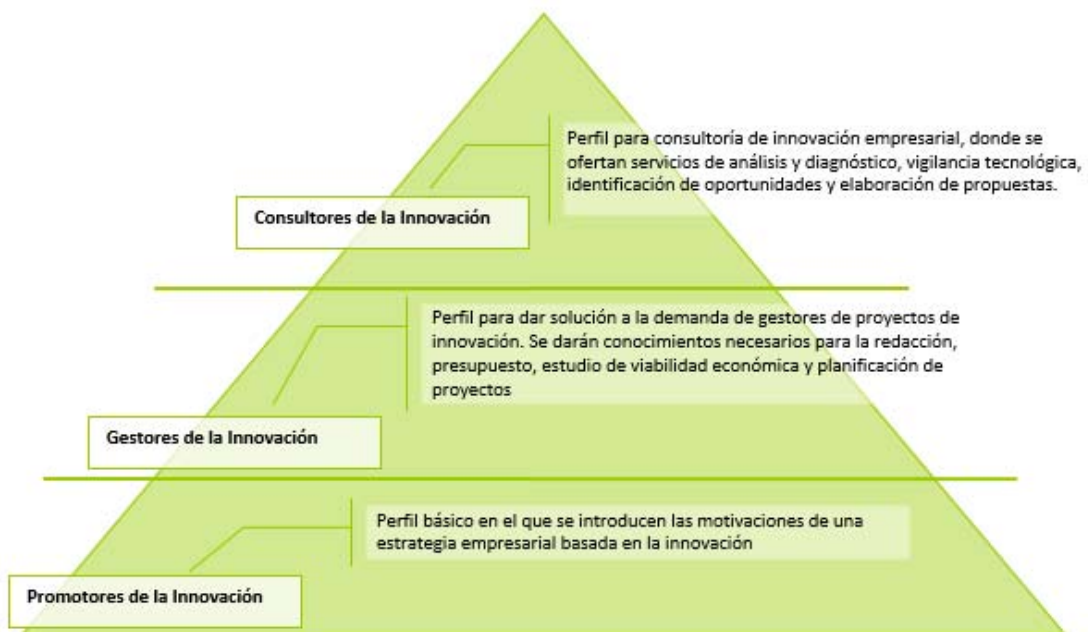 Perfil para consultoría de innovación empresarial, donde se
ofertan servicios de análisis y diagnóstico, vigilancia tecnológica,
identificación de oportunidades y elaboración de propuestas.
Consultores de la Innovación
Perfil para dar solución a la demanda de gestores de proyectos de
innovación. Se darán conocimientos necesarios para la redacción,
presupuesto, estudio de viabilidad económica y planificación de
proyectos
Gestores de la Innovación
Perfil básico en el que se introducen las motivaciones de una
estrategia empresarial basada en la innovación
Promotores de la Innovación